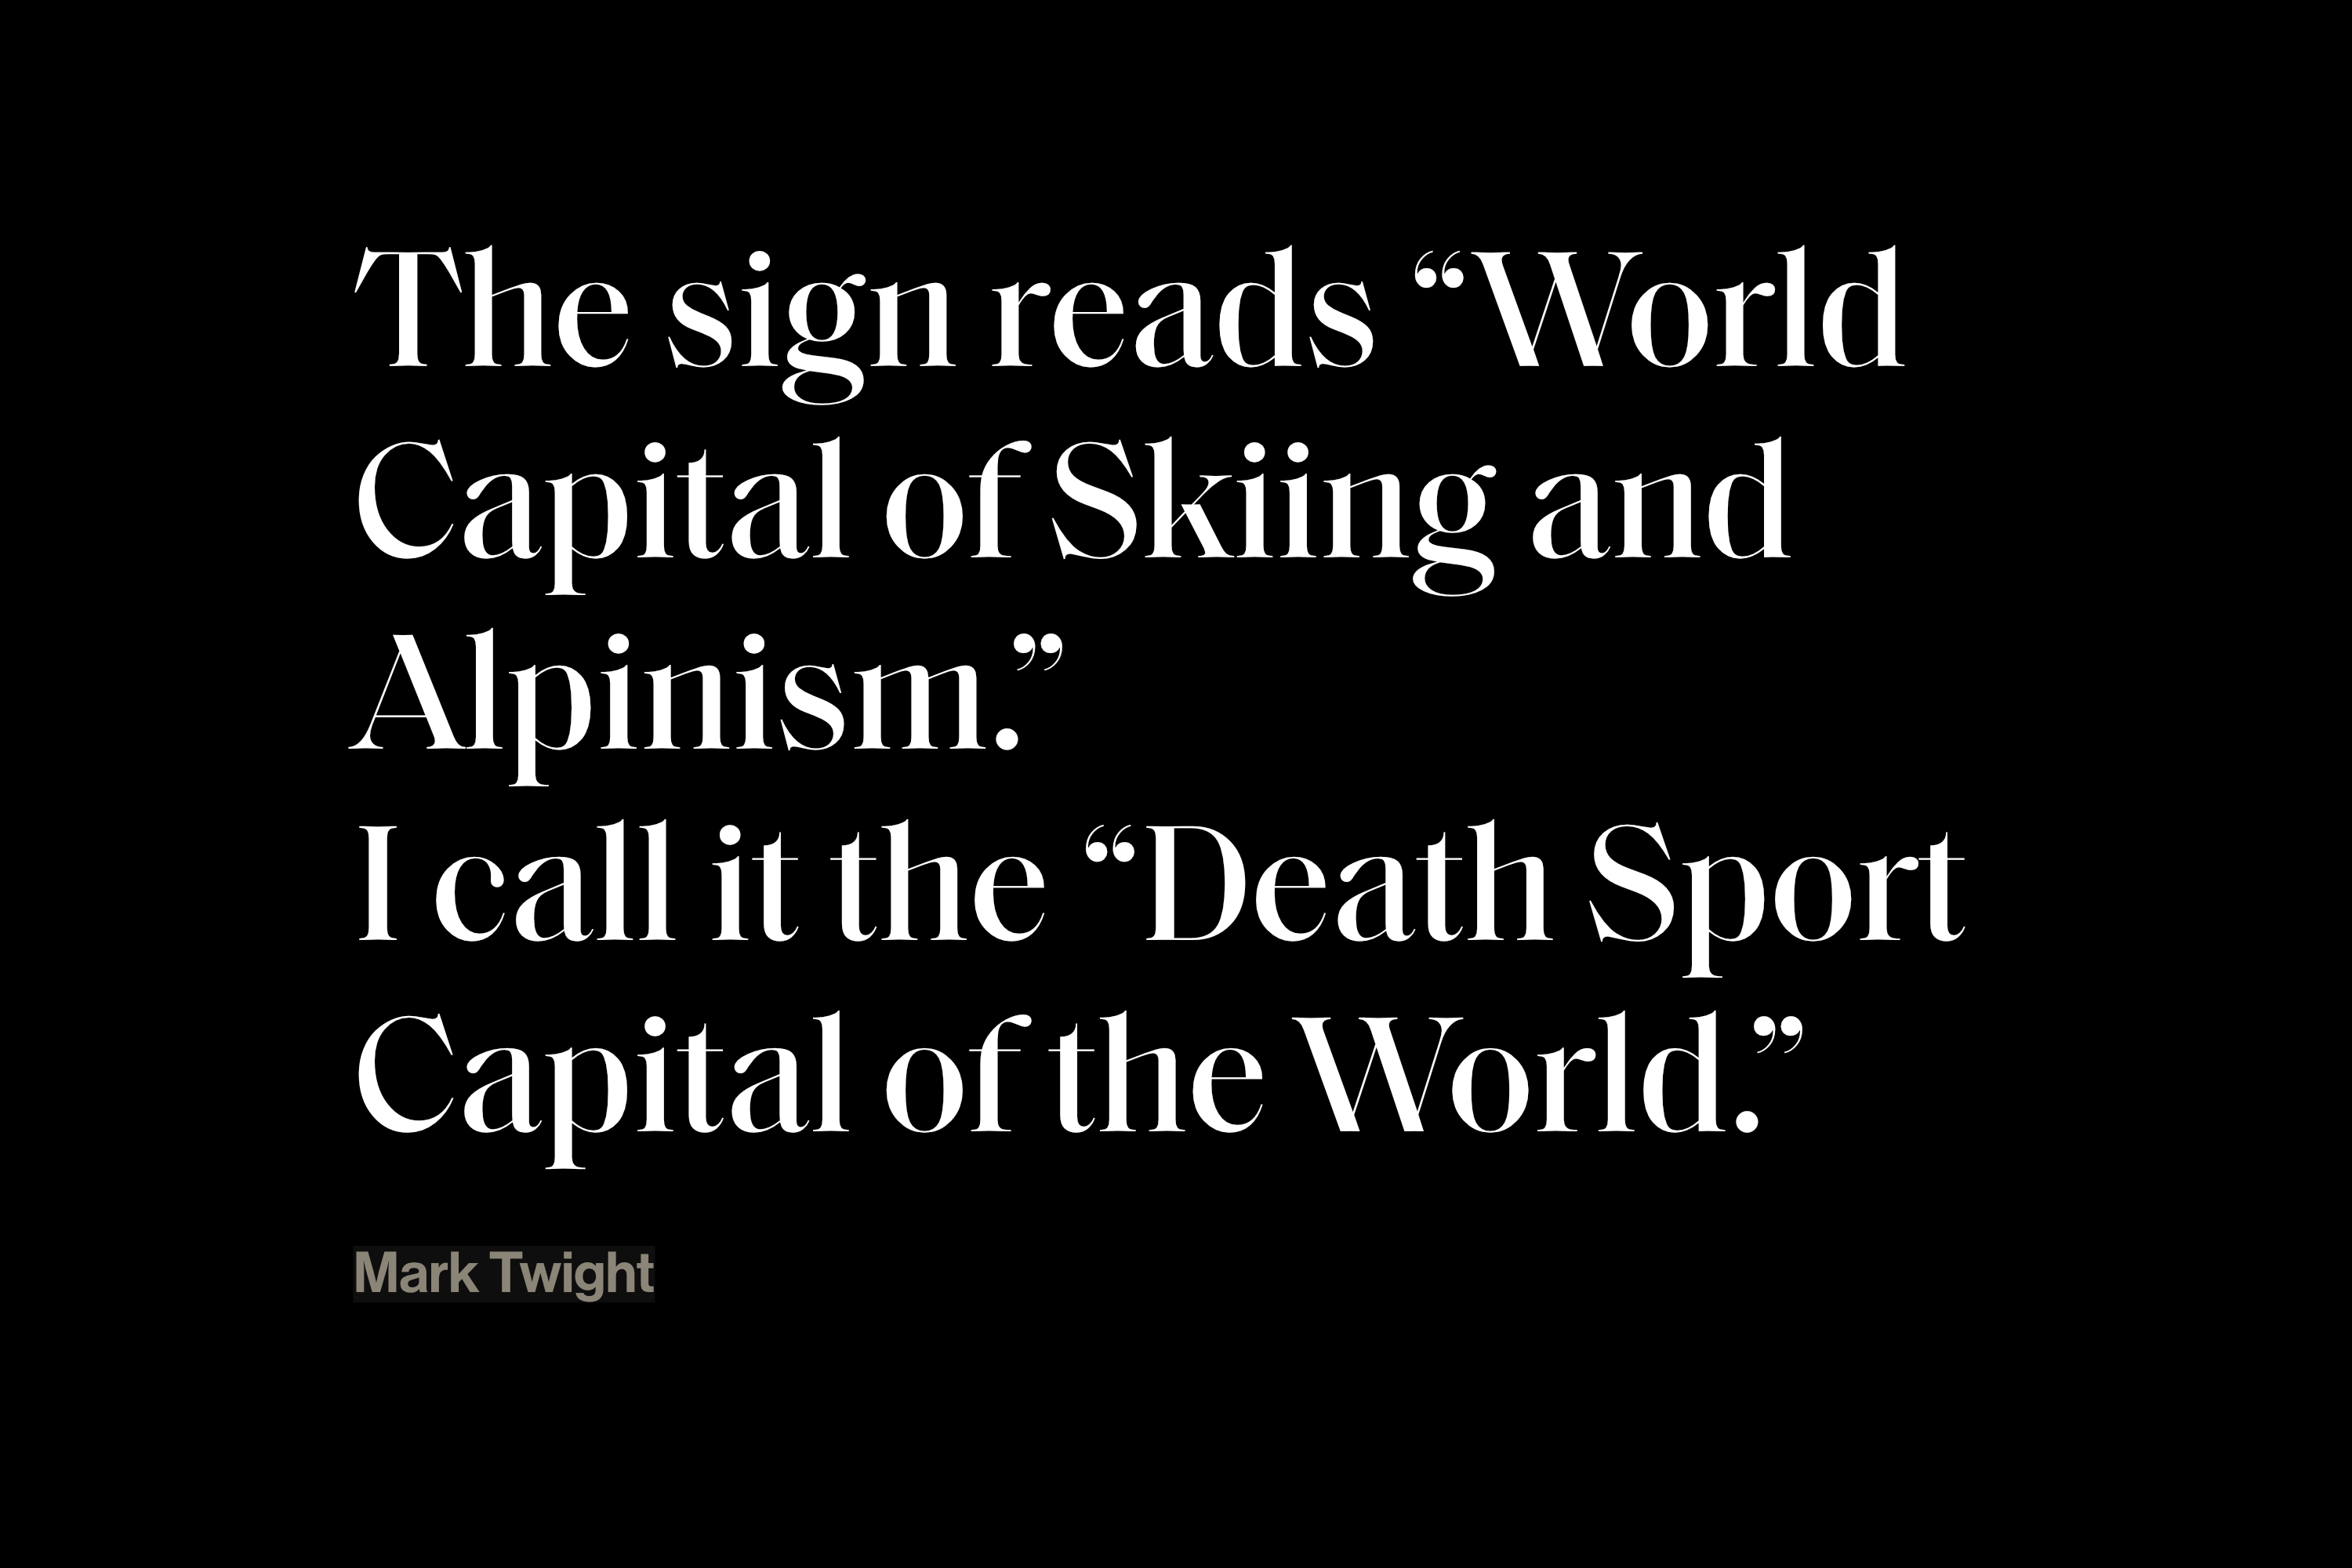 The sign reads “World
Capital of Skiing and
Alpinism.”
I call it the “Death Sport
Capital of the World.”
Mark Twight